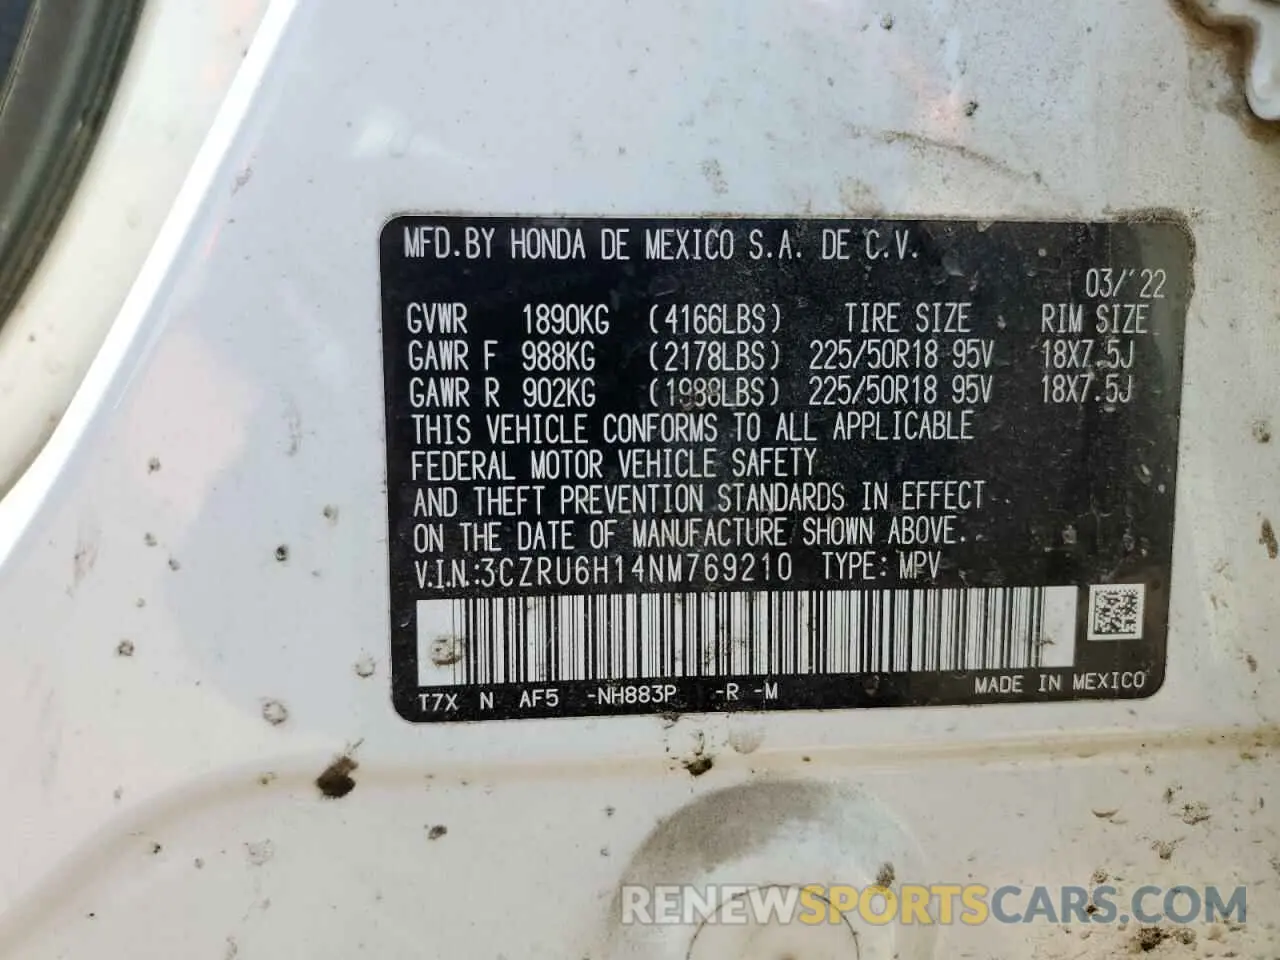 MFD.BY HONDA DE MEXICO S.A. DE C.V.
03/'22
GVWR 1890KG (4166LBS) TIRE SIZE RIM SIZE
GAWR F 988KG (2178LBS) 225/50R18 95V 18X7.5J
GAWR R 902KG (1988LBS) 225/50R18 95V 18X7.5J
THIS VEHICLE CONFORMS TO ALL APPLICABLE
FEDERAL MOTOR VEHICLE SAFETY
AND THEFT PREVENTION STANDARDS IN EFFECT
ON THE DATE OF MANUFACTURE SHOWN ABOVE.
V.I.N.:3CZRU6H14NM769210 TYPE: MPV
T7X N AF5 -NH883P -R -M MADE IN MEXICO
RENEWSPORTSCARS.COM